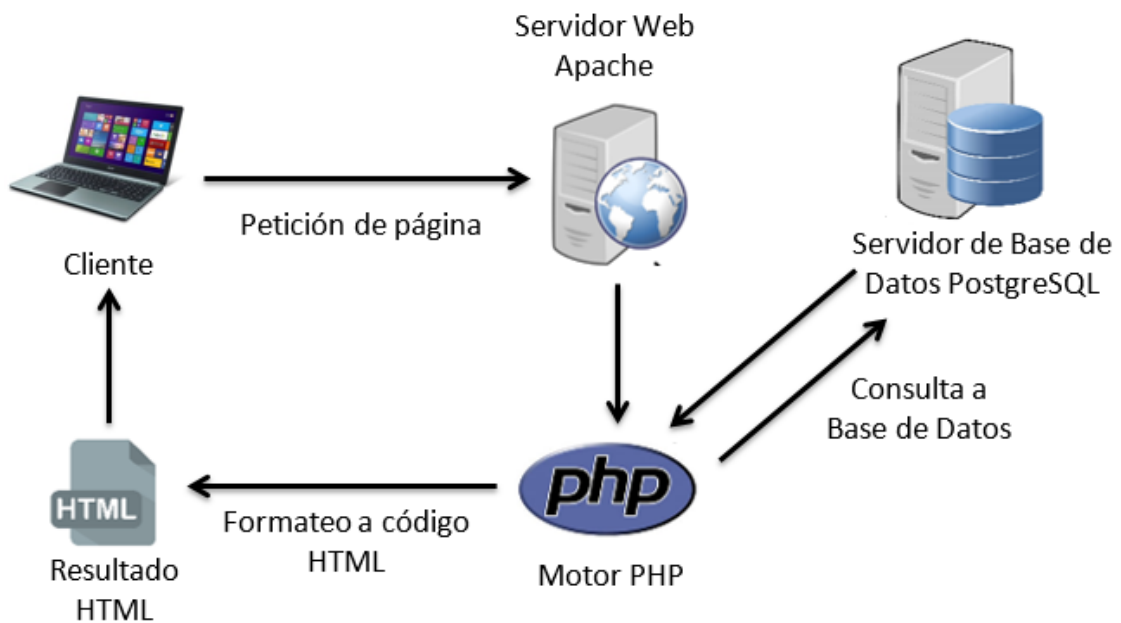 Servidor Web
Apache
Petición de página
Cliente
Servidor de Base de
Datos PostgreSQL
Consulta a
Base de Datos
php
Motor PHP
Formateo a código
HTML
HTML
Resultado
HTML